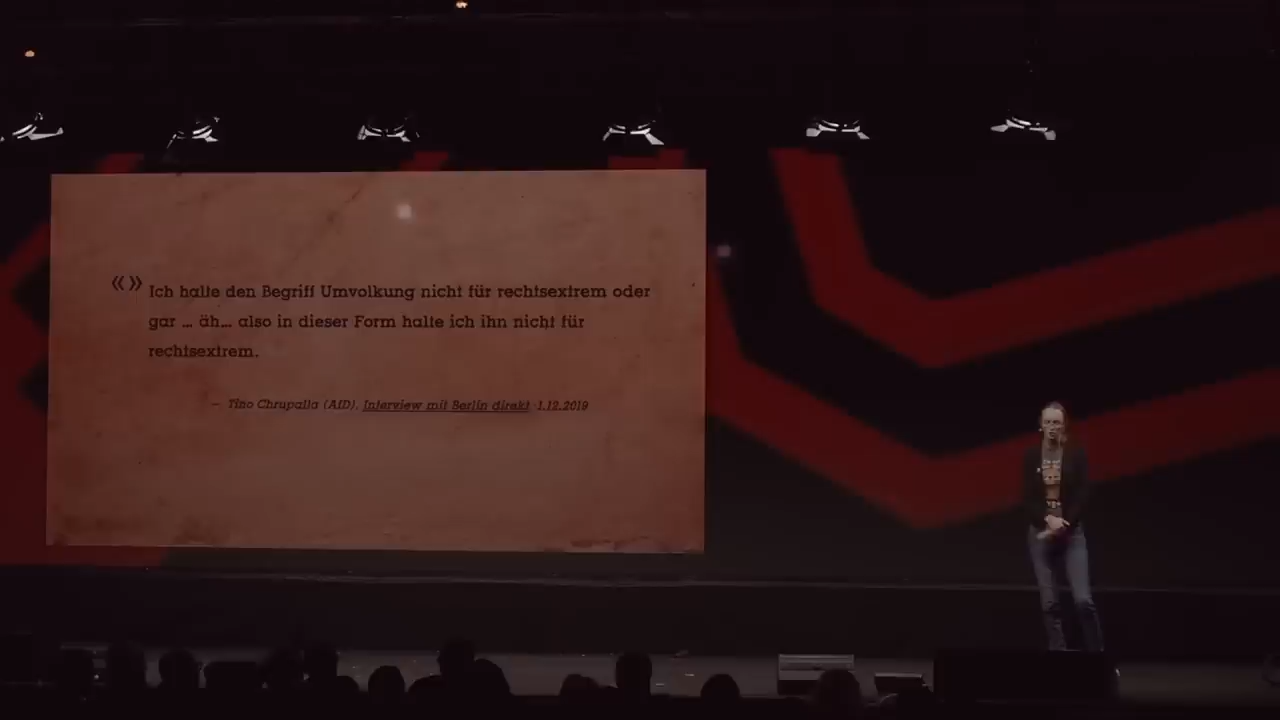 «» Ich halte den Begriff Umvolkung nicht für rechtsextrem oder
gar ... äh... also in dieser Form halte ich ihn nicht für
rechtsextrem.
– Tino Chrupalla (AfD), Interview mit Berlin direkt 1.12.2019